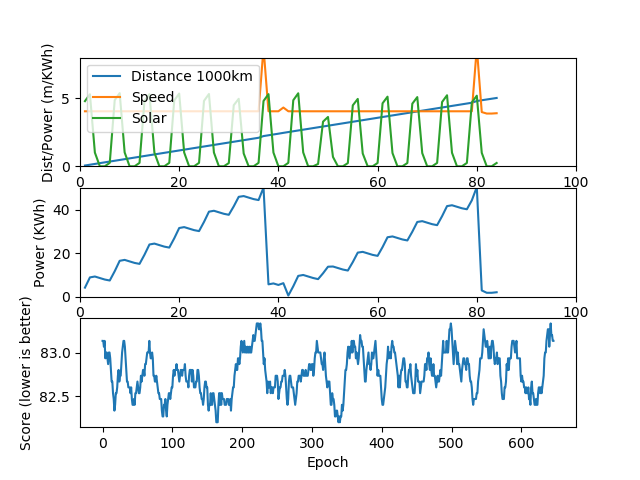 Dist/Power (m/KWh)
Distance 1000km
Speed
Solar
5
0
0 20 40 60 80 100
Power (KWh)
40
20
0
0 20 40 60 80 100
Score (lower is better)
83.0
82.5
0 100 200 300 400 500 600
Epoch